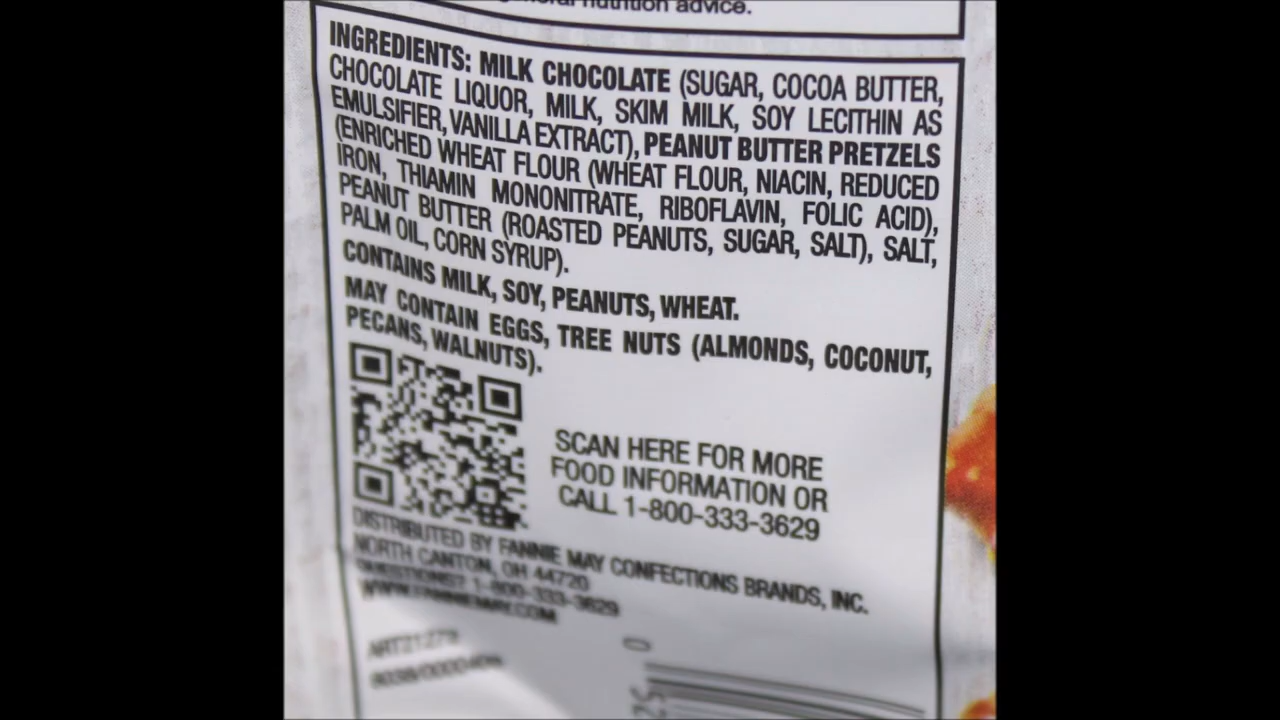 general nutrition advice.
INGREDIENTS: MILK CHOCOLATE (SUGAR, COCOA BUTTER,
CHOCOLATE LIQUOR, MILK, SKIM MILK, SOY LECITHIN AS
EMULSIFIER, VANILLA EXTRACT), PEANUT BUTTER PRETZELS
(ENRICHED WHEAT FLOUR (WHEAT FLOUR, NIACIN, REDUCED
IRON, THIAMIN MONONITRATE, RIBOFLAVIN, FOLIC ACID),
PEANUT BUTTER (ROASTED PEANUTS, SUGAR, SALT), SALT,
PALM OIL, CORN SYRUP).
CONTAINS MILK, SOY, PEANUTS, WHEAT.
MAY CONTAIN EGGS, TREE NUTS (ALMONDS, COCONUT,
PECANS, WALNUTS).
SCAN HERE FOR MORE
FOOD INFORMATION OR
CALL 1-800-333-3629
DISTRIBUTED BY FANNIE MAY CONFECTIONS BRANDS, INC.
NORTH CANTON, OH 44720
QUESTIONS? 1-800-333-3629
WWW.FANNIEMAY.COM
0